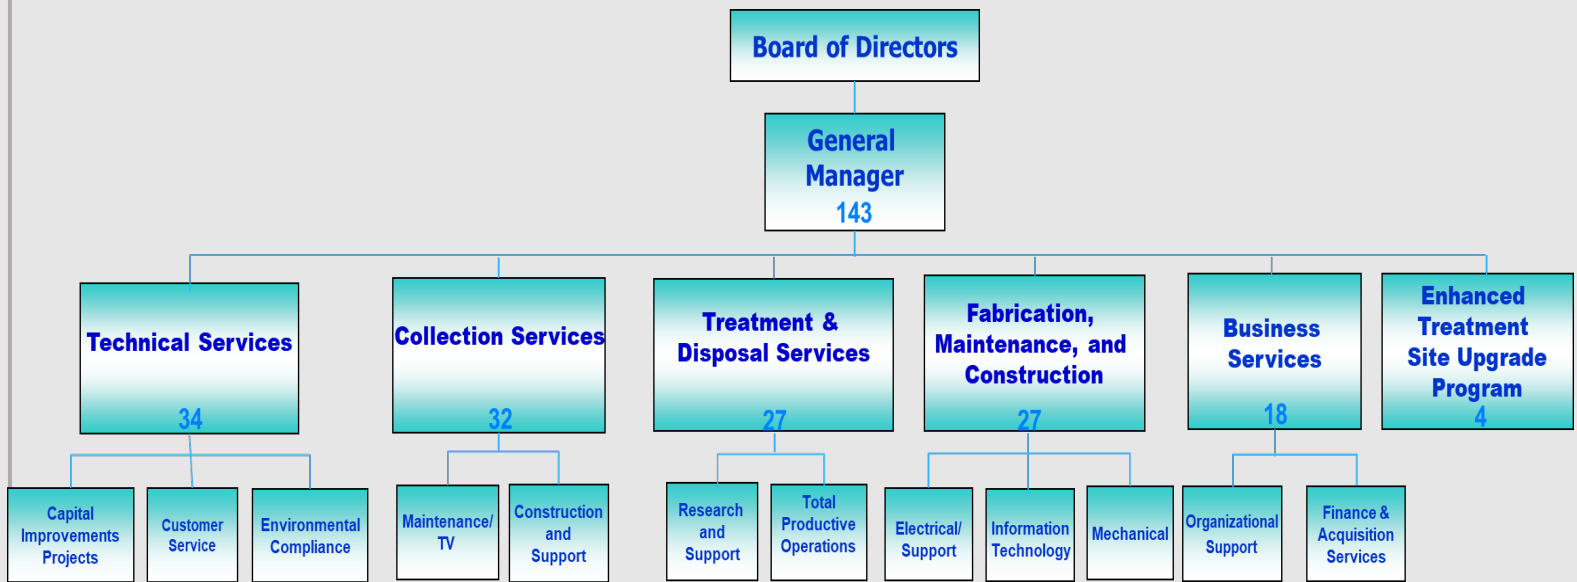 Board of Directors
General
Manager
143
Technical Services
34
Collection Services
32
Treatment &
Disposal Services
27
Fabrication,
Maintenance, and
Construction
27
Business
Services
18
Enhanced
Treatment
Site Upgrade
Program
4
Capital
Improvements
Projects
Customer
Service
Environmental
Compliance
Maintenance/
TV
Construction
and
Support
Research
and
Support
Total
Productive
Operations
Electrical/
Support
Information
Technology
Mechanical
Organizational
Support
Finance &
Acquisition
Services